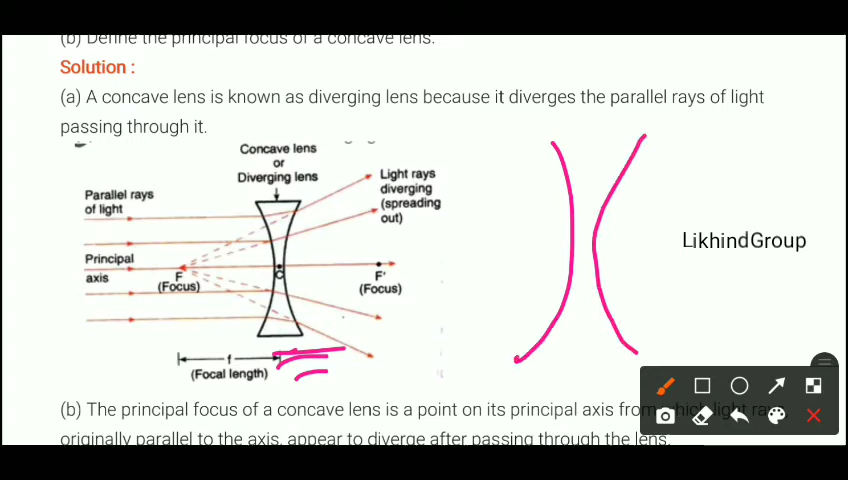 (b) Define the principal focus of a concave lens.
Solution :
(a) A concave lens is known as diverging lens because it diverges the parallel rays of light
passing through it.
Concave lens
or
Diverging lens
Parallel rays
of light
Light rays
diverging
(spreading
out)
Principal
axis
F
(Focus)
C
F'
(Focus)
f
(Focal length)
LikhindGroup
(b) The principal focus of a concave lens is a point on its principal axis from which light rays,
originally parallel to the axis, appear to diverge after passing through the lens.